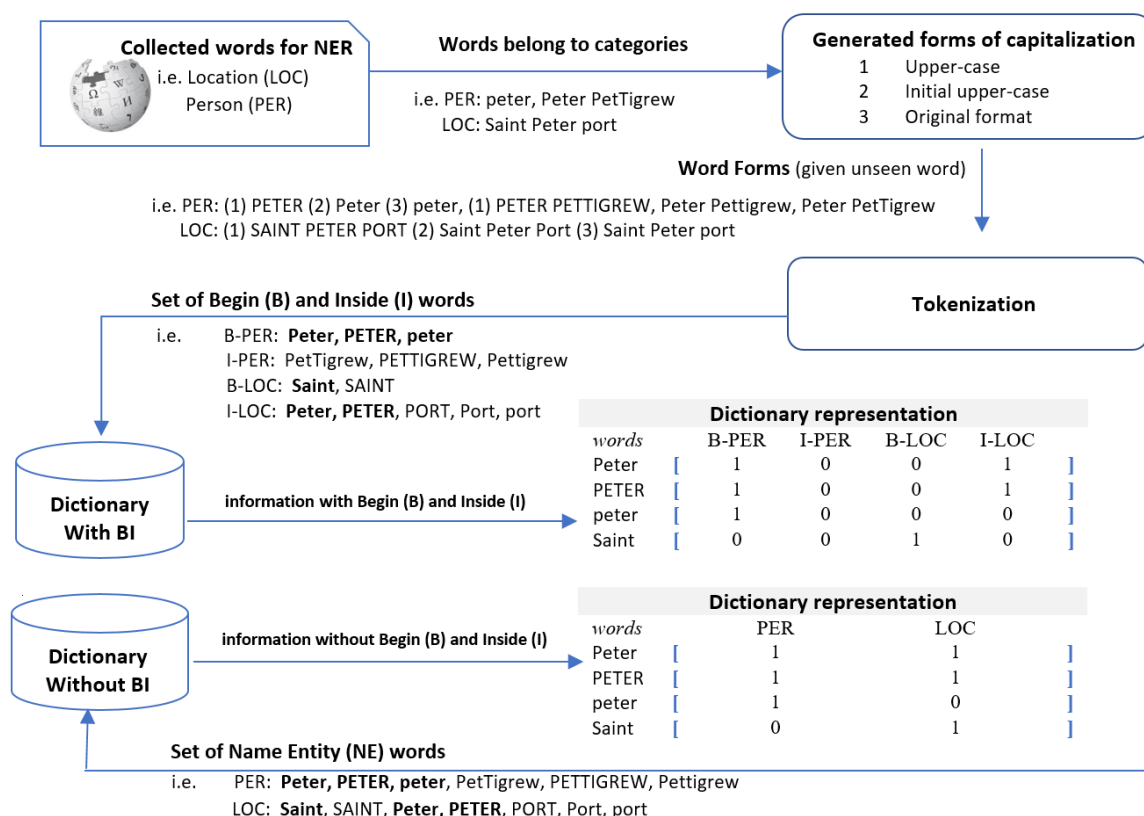 Collected words for NER
i.e. Location (LOC)
Person (PER)
Words belong to categories
i.e. PER: peter, Peter PetTigrew
LOC: Saint Peter port
Generated forms of capitalization
1 Upper-case
2 Initial upper-case
3 Original format
Word Forms (given unseen word)
i.e. PER: (1) PETER (2) Peter (3) peter, (1) PETER PETTIGREW, Peter Pettigrew, Peter PetTigrew
LOC: (1) SAINT PETER PORT (2) Saint Peter Port (3) Saint Peter port
Tokenization
Set of Begin (B) and Inside (I) words
i.e. B-PER: Peter, PETER, peter
I-PER: PetTigrew, PETTIGREW, Pettigrew
B-LOC: Saint, SAINT
I-LOC: Peter, PETER, PORT, Port, port
Dictionary
With BI
information with Begin (B) and Inside (I)
Dictionary representation
words B-PER I-PER B-LOC I-LOC
Peter [ 1 0 0 1 ]
PETER [ 1 0 0 1 ]
peter [ 1 0 0 0 ]
Saint [ 0 0 1 0 ]
Dictionary
Without BI
information without Begin (B) and Inside (I)
Dictionary representation
words PER LOC
Peter [ 1 1 ]
PETER [ 1 1 ]
peter [ 1 0 ]
Saint [ 0 1 ]
Set of Name Entity (NE) words
i.e. PER: Peter, PETER, peter, PetTigrew, PETTIGREW, Pettigrew
LOC: Saint, SAINT, Peter, PETER, PORT, Port, port